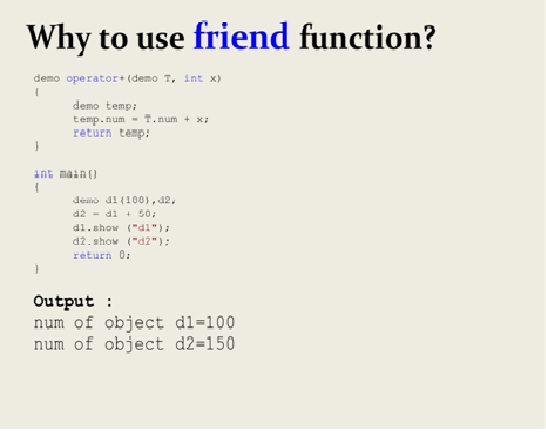 Why to use friend function?
demo operator+(demo T, int x)
{
demo temp;
temp.num = T.num + x;
return temp;
}
int main()
{
demo d1(100),d2;
d2 = d1 + 50;
d1.show ("d1");
d2.show ("d2");
return 0;
}
Output :
num of object d1=100
num of object d2=150